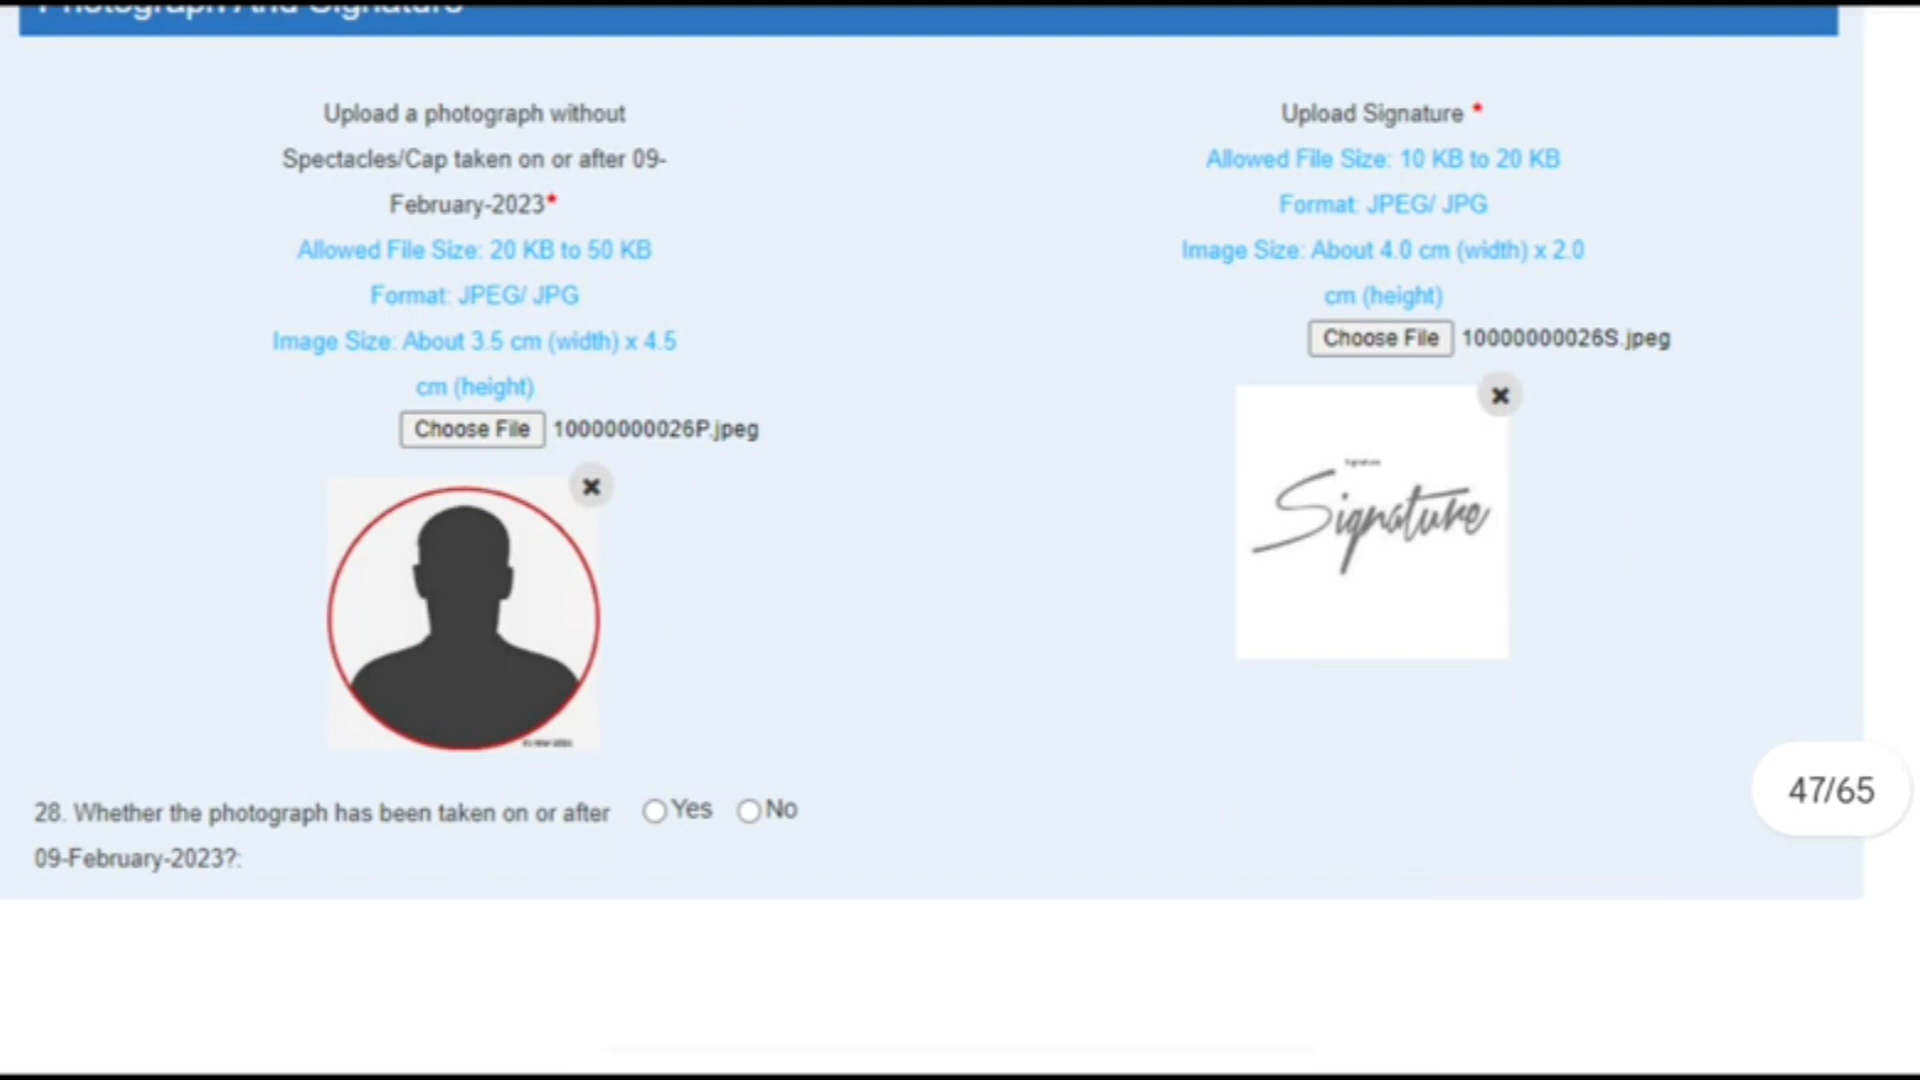 Photograph And Signature
Upload a photograph without
Spectacles/Cap taken on or after 09-
February-2023*
Allowed File Size: 20 KB to 50 KB
Format: JPEG/ JPG
Image Size: About 3.5 cm (width) x 4.5
cm (height)
Choose File 10000000026P.jpeg
Upload Signature *
Allowed File Size: 10 KB to 20 KB
Format: JPEG/ JPG
Image Size: About 4.0 cm (width) x 2.0
cm (height)
Choose File 10000000026S.jpeg
Signature
Signature
28. Whether the photograph has been taken on or after
09-February-2023?:
Yes No
47/65